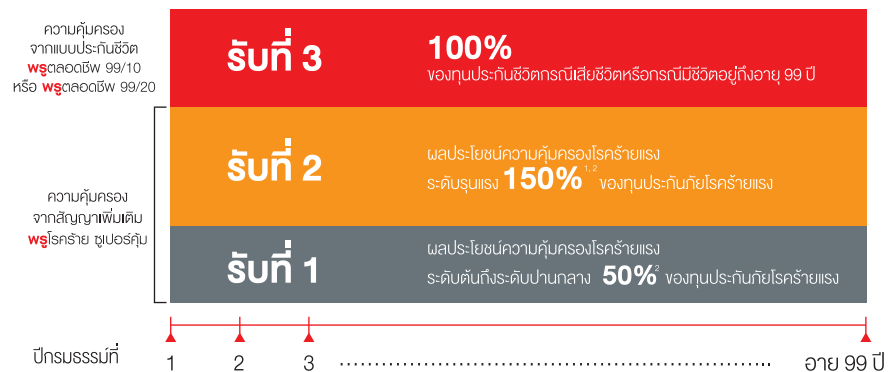 ความคุ้มครอง
จากแบบประกันชีวิต
พรูตลอดชีพ 99/10
หรือ พรูตลอดชีพ 99/20
รับที่ 3
100%
ของทุนประกันชีวิตกรณีเสียชีวิตหรือกรณีมีชีวิตอยู่ถึงอายุ 99 ปี
ความคุ้มครอง
จากสัญญาเพิ่มเติม
พรูโรคร้าย ซูเปอร์คุ้ม
รับที่ 2
ผลประโยชน์ความคุ้มครองโรคร้ายแรง
ระดับรุนแรง 150% 1, 2 ของทุนประกันภัยโรคร้ายแรง
รับที่ 1
ผลประโยชน์ความคุ้มครองโรคร้ายแรง
ระดับต้นถึงระดับปานกลาง 50%2 ของทุนประกันภัยโรคร้ายแรง
ปีกรมธรรม์ที่ 1 2 3 ........................................................ อาย 99 ปี